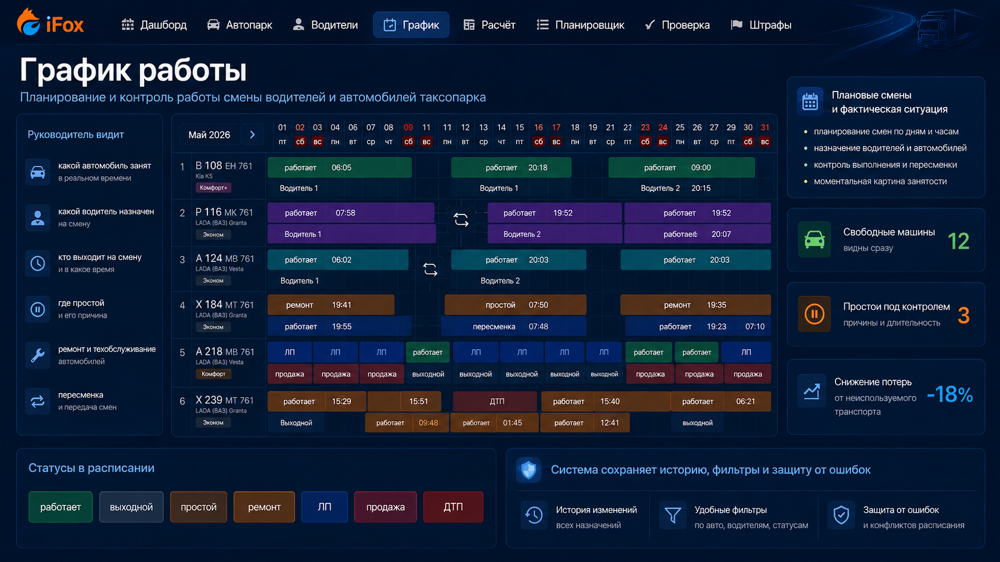 iFox
Дашборд
Автопарк
Водители
График
Расчёт
Планировщик
Проверка
Штрафы
График работы
Планирование и контроль работы смены водителей и автомобилей таксопарка
Руководитель видит
какой автомобиль занят
в реальном времени
какой водитель назначен
на смену
кто выходит на смену
и в какое время
где простой
и его причина
ремонт и техобслуживание
автомобилей
пересменка
и передача смен
Май 2026
01 02 03 04 06 07 08 09 11 11 12 13 14 15 16 17 18 19 21 22 23 24 25 26 27 29 30 31
пт сб вс пн вт ср чт сб вс пн вт ср чт пт сб вс пн вт ср пт сб вс пн вт ср пт сб вс
1 В 108 ЕН 761
Kia K5
Комфорт+
работает 06:05 работает 20:18 работает 09:00
Водитель 1 Водитель 1 Водитель 2 20:15
2 Р 116 МК 761
LADA (ВАЗ) Granta
Эконом
работает 07:58 работает 19:52 работает 19:52
Водитель 1 Водитель 2 20:07
3 А 124 МВ 761
LADA (ВАЗ) Vesta
Эконом
работает 06:02 работает 20:03 работает 20:03
Водитель 1 Водитель 2
4 Х 184 МТ 761
LADA (ВАЗ) Granta
Эконом
ремонт 19:41 простой 07:50 ремонт 19:35
работает 19:55 пересменка 07:48 работает 19:23 07:10
5 А 218 МВ 761
LADA (ВАЗ) Vesta
Комфорт
ЛП ЛП ЛП работает ЛП ЛП ЛП ЛП работает работает ЛП
продажа продажа продажа выходной выходной выходной выходной выходной продажа продажа продажа
6 Х 239 МТ 761
LADA (ВАЗ) Granta
Эконом
работает 15:29 15:51 ДТП работает 15:40 работает 06:21
Выходной работает 09:48 работает 01:45 работает 12:41 выходной
Плановые смены
и фактическая ситуация
• планирование смен по дням и часам
• назначение водителей и автомобилей
• контроль выполнения и пересменки
• моментальная картина занятости
Свободные машины
видны сразу
12
Простои под контролем
причины и длительность
3
Снижение потерь
от неиспользуемого
транспорта
-18%
Статусы в расписании
работает
выходной
простой
ремонт
ЛП
продажа
ДТП
Система сохраняет историю, фильтры и защиту от ошибок
История изменений
всех назначений
Удобные фильтры
по авто, водителям, статусам
Защита от ошибок
и конфликтов расписания